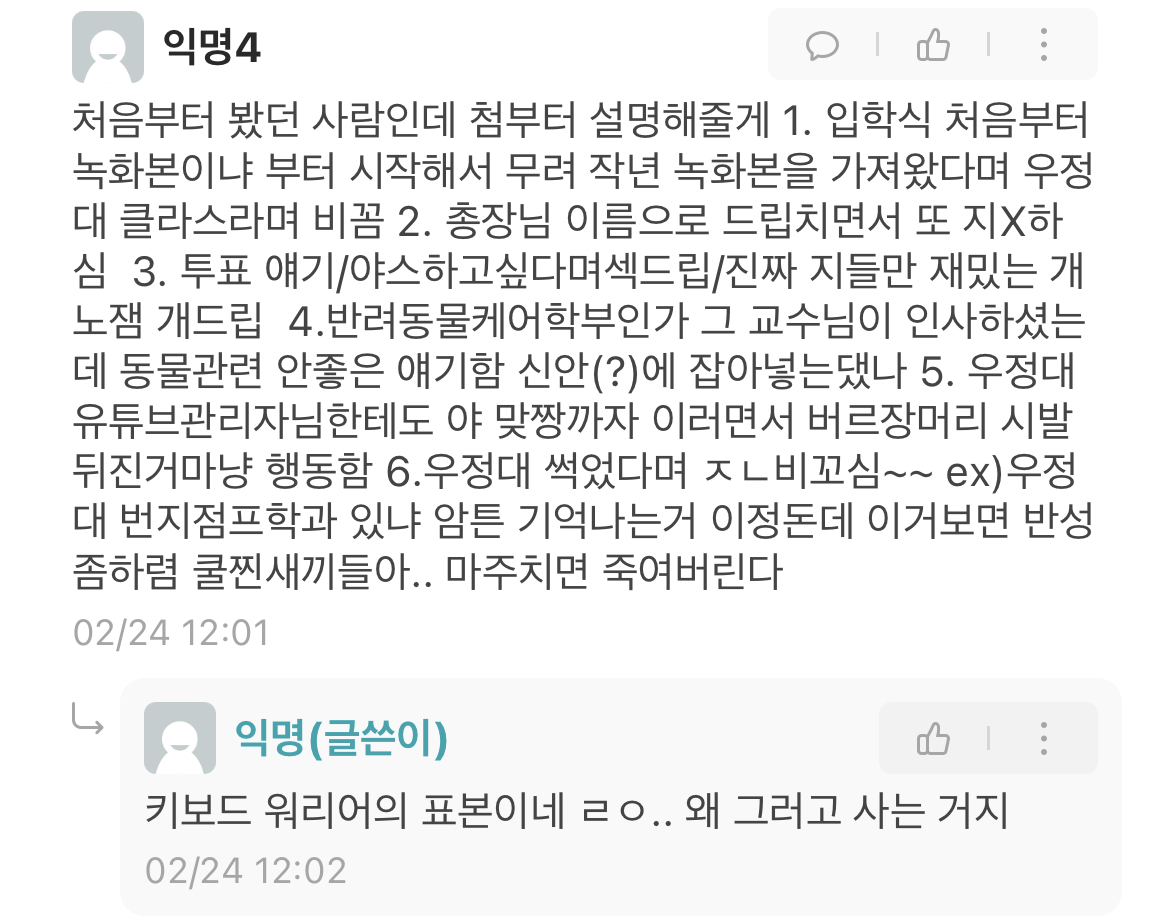 익명4
처음부터 봤던 사람인데 첨부터 설명해줄게 1. 입학식 처음부터
녹화본이냐 부터 시작해서 무려 작년 녹화본을 가져왔다며 우정
대 클라스라며 비꼼 2. 총장님 이름으로 드립치면서 또 지X하
심  3. 투표 얘기/야스하고싶다며섹드립/진짜 지들만 재밌는 개
노잼 개드립  4.반려동물케어학부인가 그 교수님이 인사하셨는
데 동물관련 안좋은 얘기함 신안(?)에 잡아넣는댔나 5. 우정대
유튜브관리자님한테도 야 맞짱까자 이러면서 버르장머리 시발
뒤진거마냥 행동함 6.우정대 썩었다며 ㅈㄴ비꼬심~~ ex)우정
대 번지점프학과 있냐 암튼 기억나는거 이정돈데 이거보면 반성
좀하렴 쿨찐새끼들아.. 마주치면 죽여버린다
02/24 12:01
익명(글쓴이)
키보드 워리어의 표본이네 ㄹㅇ.. 왜 그러고 사는 거지
02/24 12:02